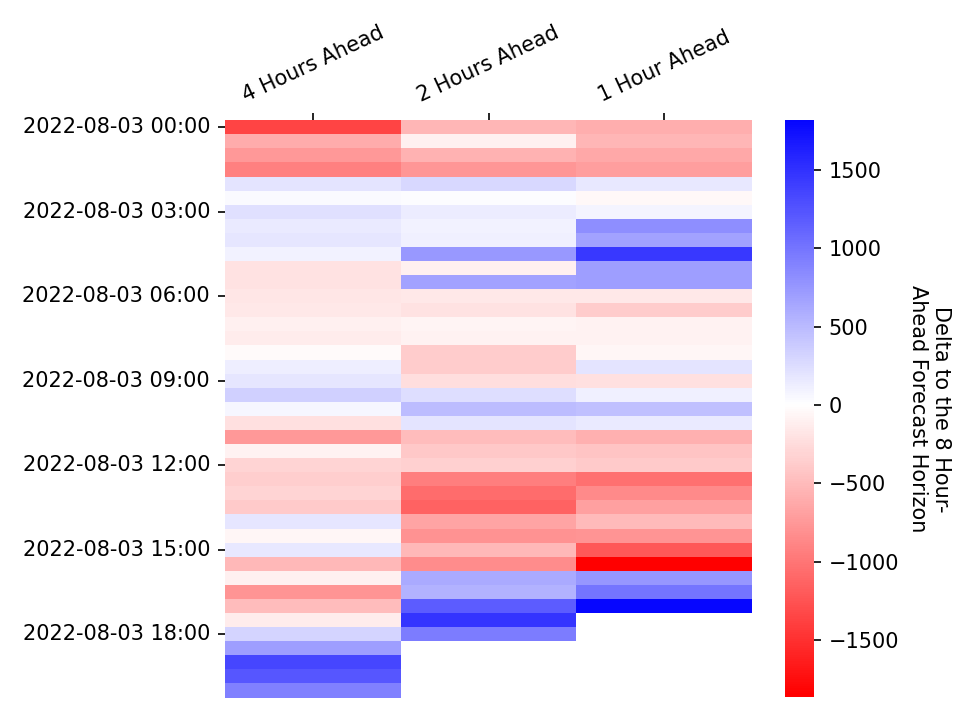 4 Hours Ahead
2 Hours Ahead
1 Hour Ahead
2022-08-03 00:00
2022-08-03 03:00
2022-08-03 06:00
2022-08-03 09:00
2022-08-03 12:00
2022-08-03 15:00
2022-08-03 18:00
1500
1000
500
0
−500
−1000
−1500
Delta to the 8 Hour-
Ahead Forecast Horizon